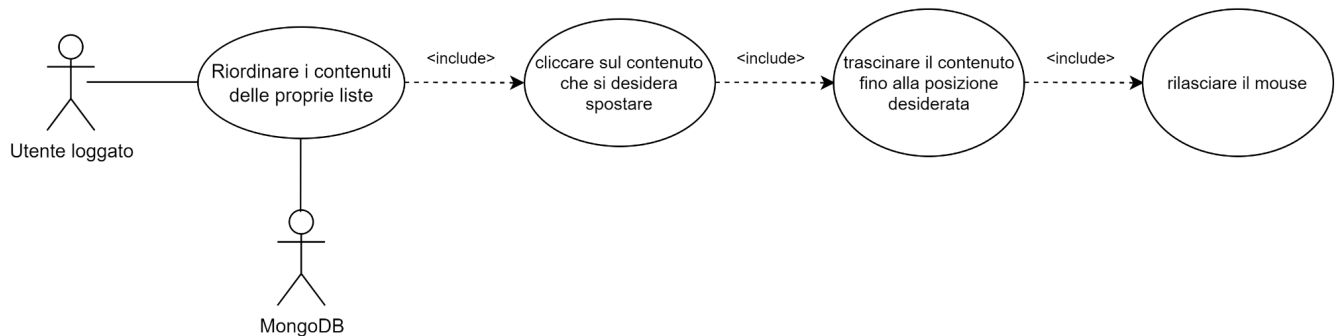 Utente loggato
Riordinare i contenuti
delle proprie liste
<include>
cliccare sul contenuto
che si desidera
spostare
<include>
trascinare il contenuto
fino alla posizione
desiderata
<include>
rilasciare il mouse
MongoDB